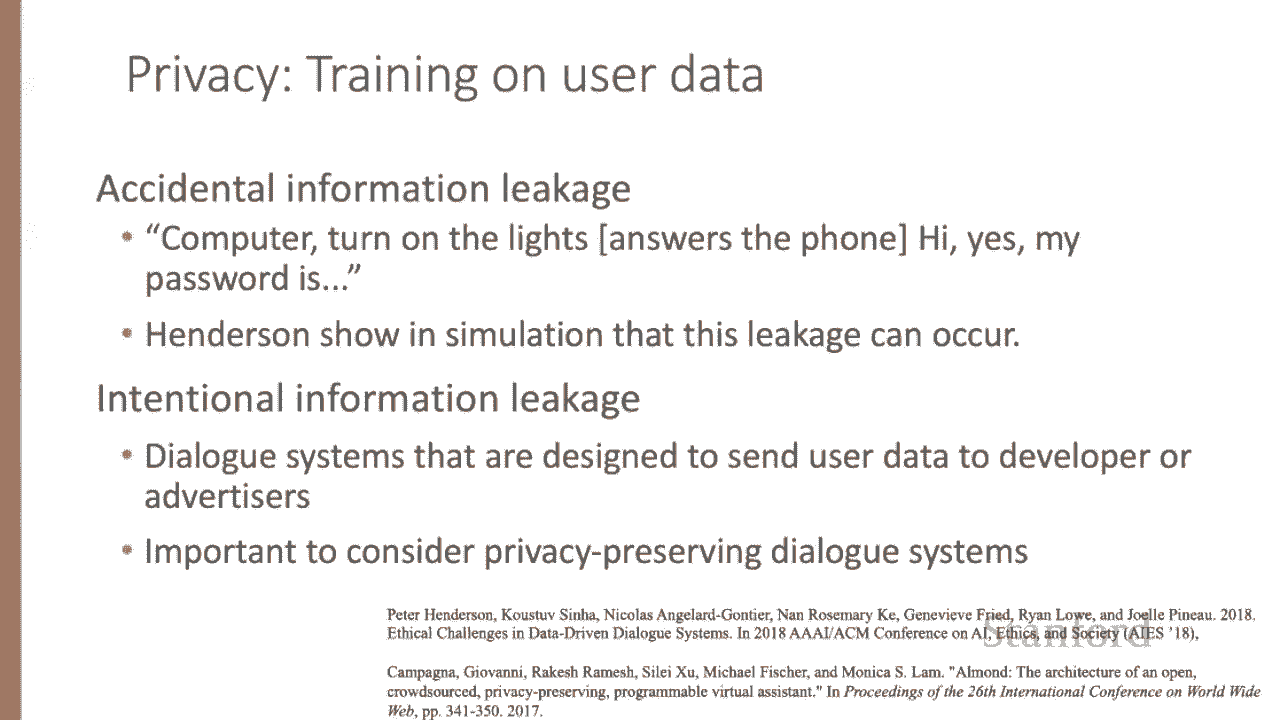 Privacy: Training on user data
Accidental information leakage
• “Computer, turn on the lights [answers the phone] Hi, yes, my
password is...”
• Henderson show in simulation that this leakage can occur.
Intentional information leakage
• Dialogue systems that are designed to send user data to developer or
advertisers
• Important to consider privacy-preserving dialogue systems
Peter Henderson, Koustuv Sinha, Nicolas Angelard-Gontier, Nan Rosemary Ke, Genevieve Fried, Ryan Lowe, and Joelle Pineau. 2018.
Ethical Challenges in Data-Driven Dialogue Systems. In 2018 AAAI/ACM Conference on AI, Ethics, and Society (AIES ’18),
Stanford
Campagna, Giovanni, Rakesh Ramesh, Silei Xu, Michael Fischer, and Monica S. Lam. "Almond: The architecture of an open,
crowdsourced, privacy-preserving, programmable virtual assistant." In Proceedings of the 26th International Conference on World Wide
Web, pp. 341-350. 2017.